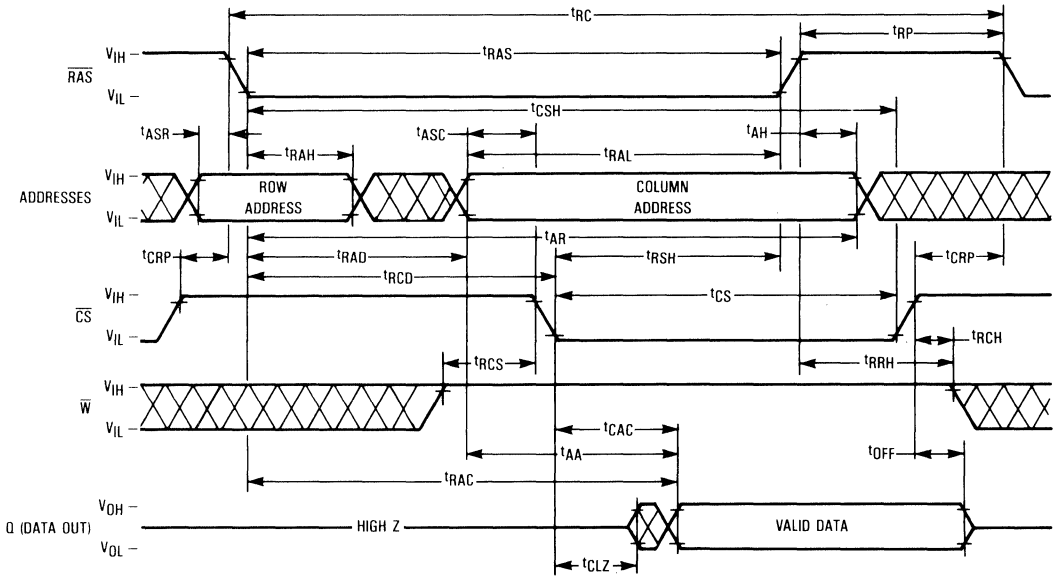 tRC
tRP
VIH
tRAS
RAS
VIL
tCSH
tASR
tASC
tAH
tRAH
tRAL
VIH
ADDRESSES
ROW
ADDRESS
COLUMN
ADDRESS
VIL
tAR
tCRP
tRAD
tRSH
tCRP
tRCD
VIH
tCS
CS
VIL
tRCH
tRCS
tRRH
VIH
W
VIL
tCAC
tAA
tOFF
tRAC
VOH
Q (DATA OUT)
HIGH Z
VALID DATA
VOL
tCLZ